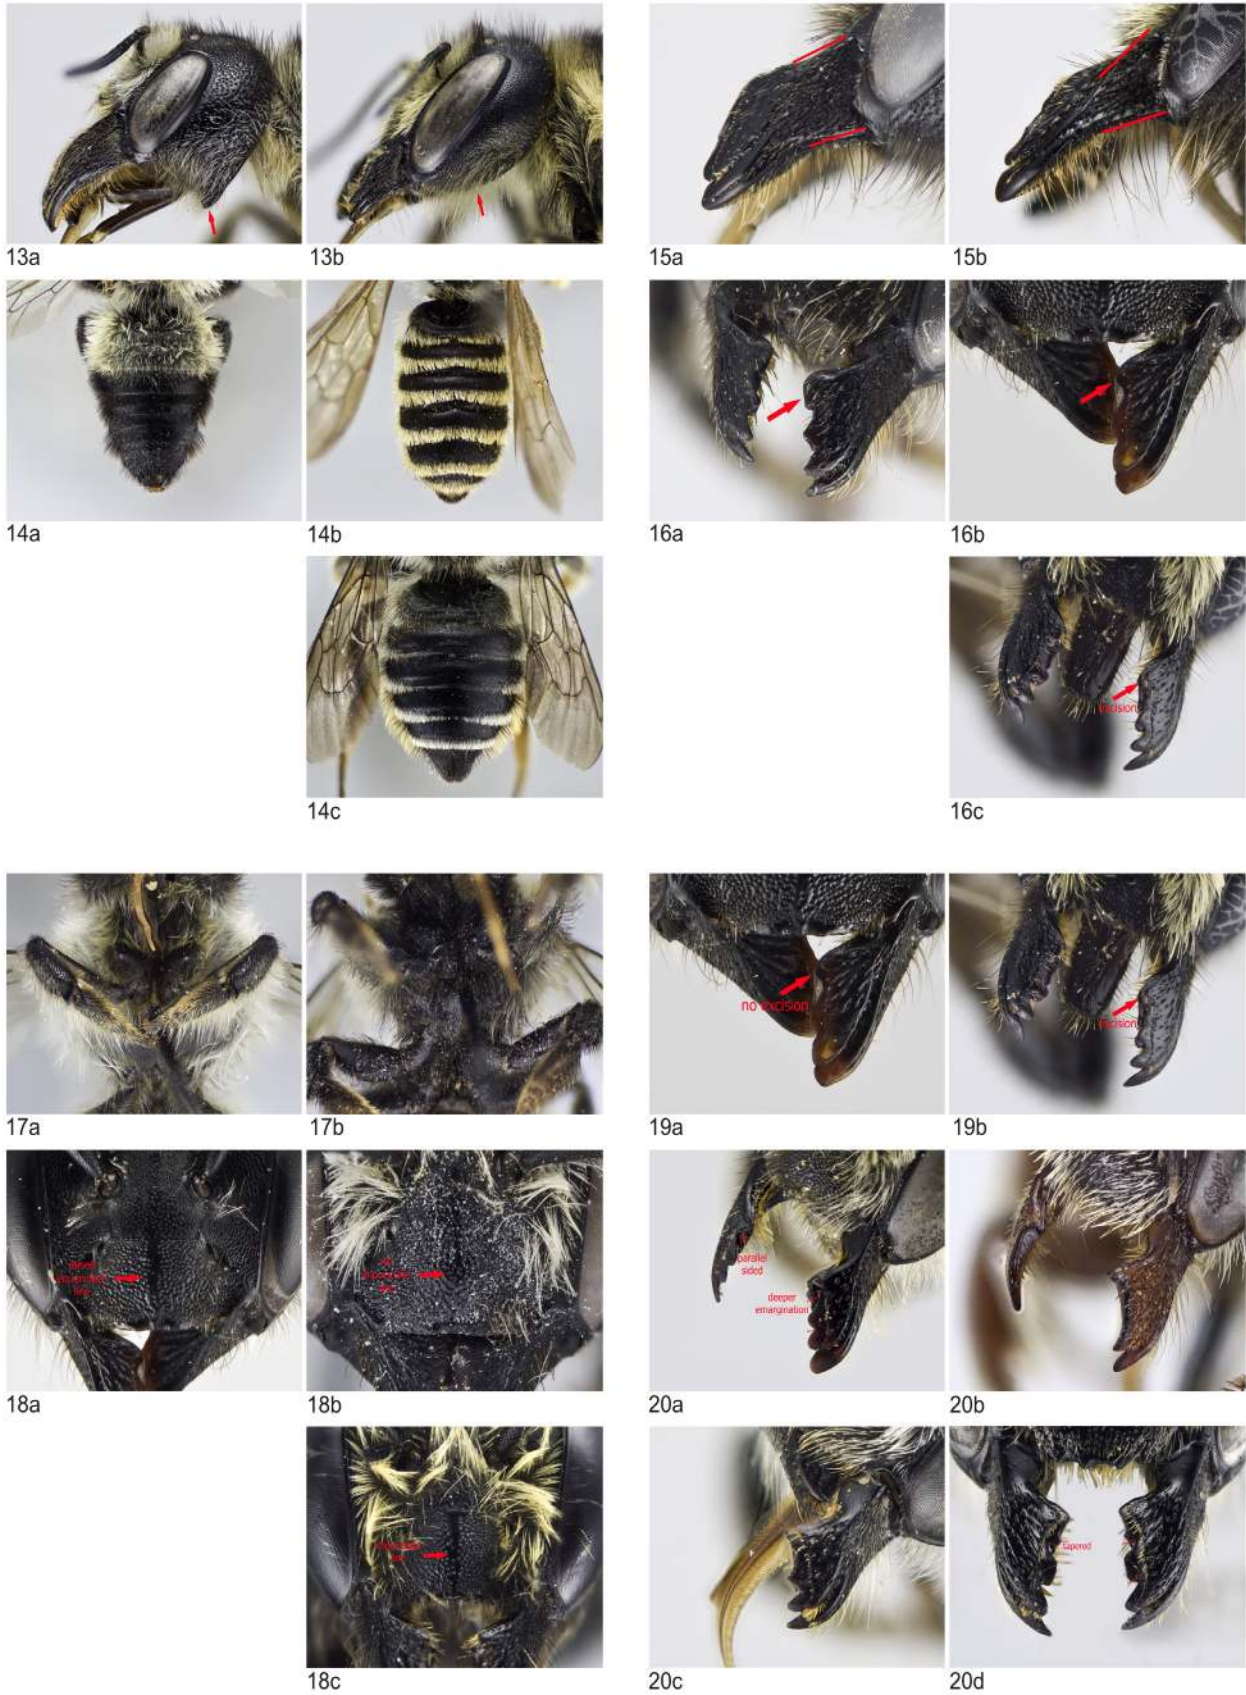 13a
13b
15a
15b
14a
14b
16a
16b
14c
excision
16c
17a
17b
no excision
19a
excision
19b
18a
18b
parallel
sided
deeper
emargination
20a
20b
18c
20c
tapered
20d